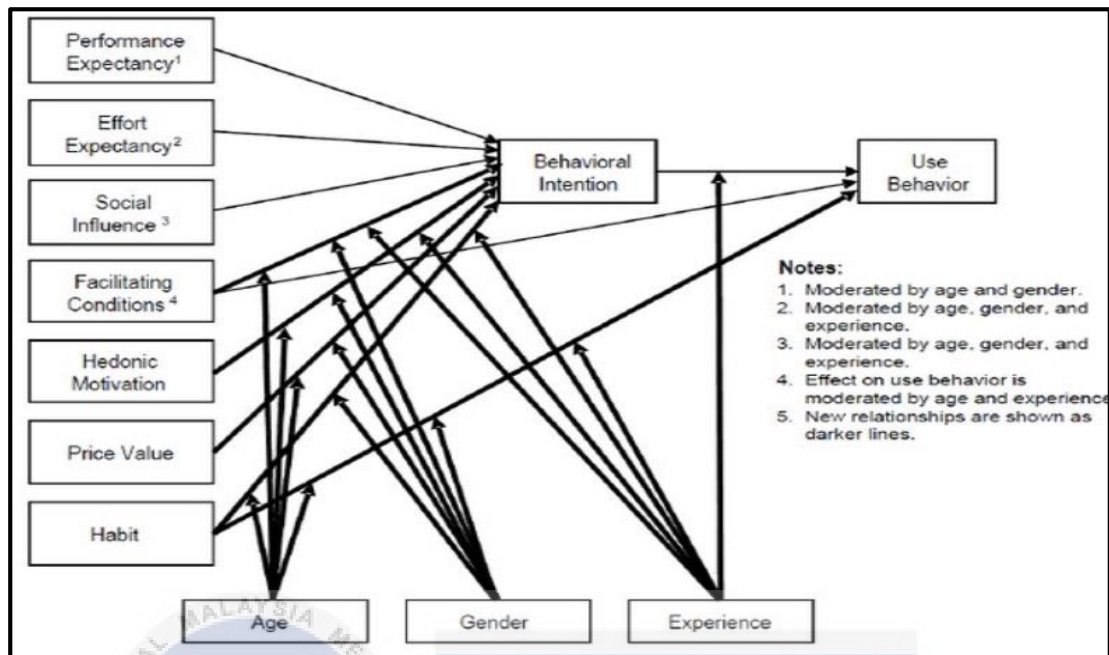 Performance
Expectancy¹
Effort
Expectancy²
Social
Influence ³
Facilitating
Conditions ⁴
Hedonic
Motivation
Price Value
Habit
Behavioral
Intention
Use
Behavior
Notes:
1. Moderated by age and gender.
2. Moderated by age, gender, and
experience.
3. Moderated by age, gender, and
experience.
4. Effect on use behavior is
moderated by age and experience
5. New relationships are shown as
darker lines.
Age
Gender
Experience
MALAYSIA